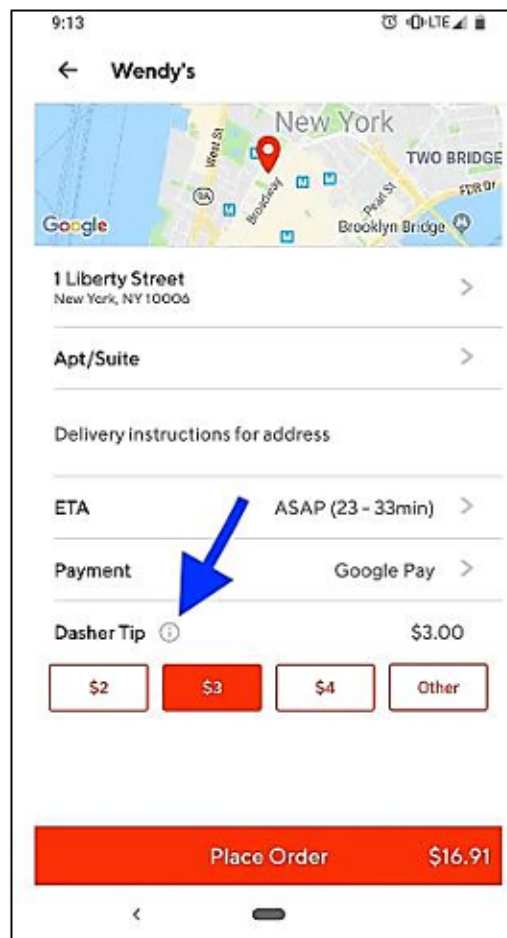 9:13
LTE
Wendy's
New York
West St
TWO BRIDGE
9A
Broadway
Pearl St
FDR Dr
Google
Brooklyn Bridge
1 Liberty Street
New York, NY 10006
Apt/Suite
Delivery instructions for address
ETA ASAP (23 - 33min)
Payment Google Pay
Dasher Tip $3.00
$2 $3 $4 Other
Place Order $16.91